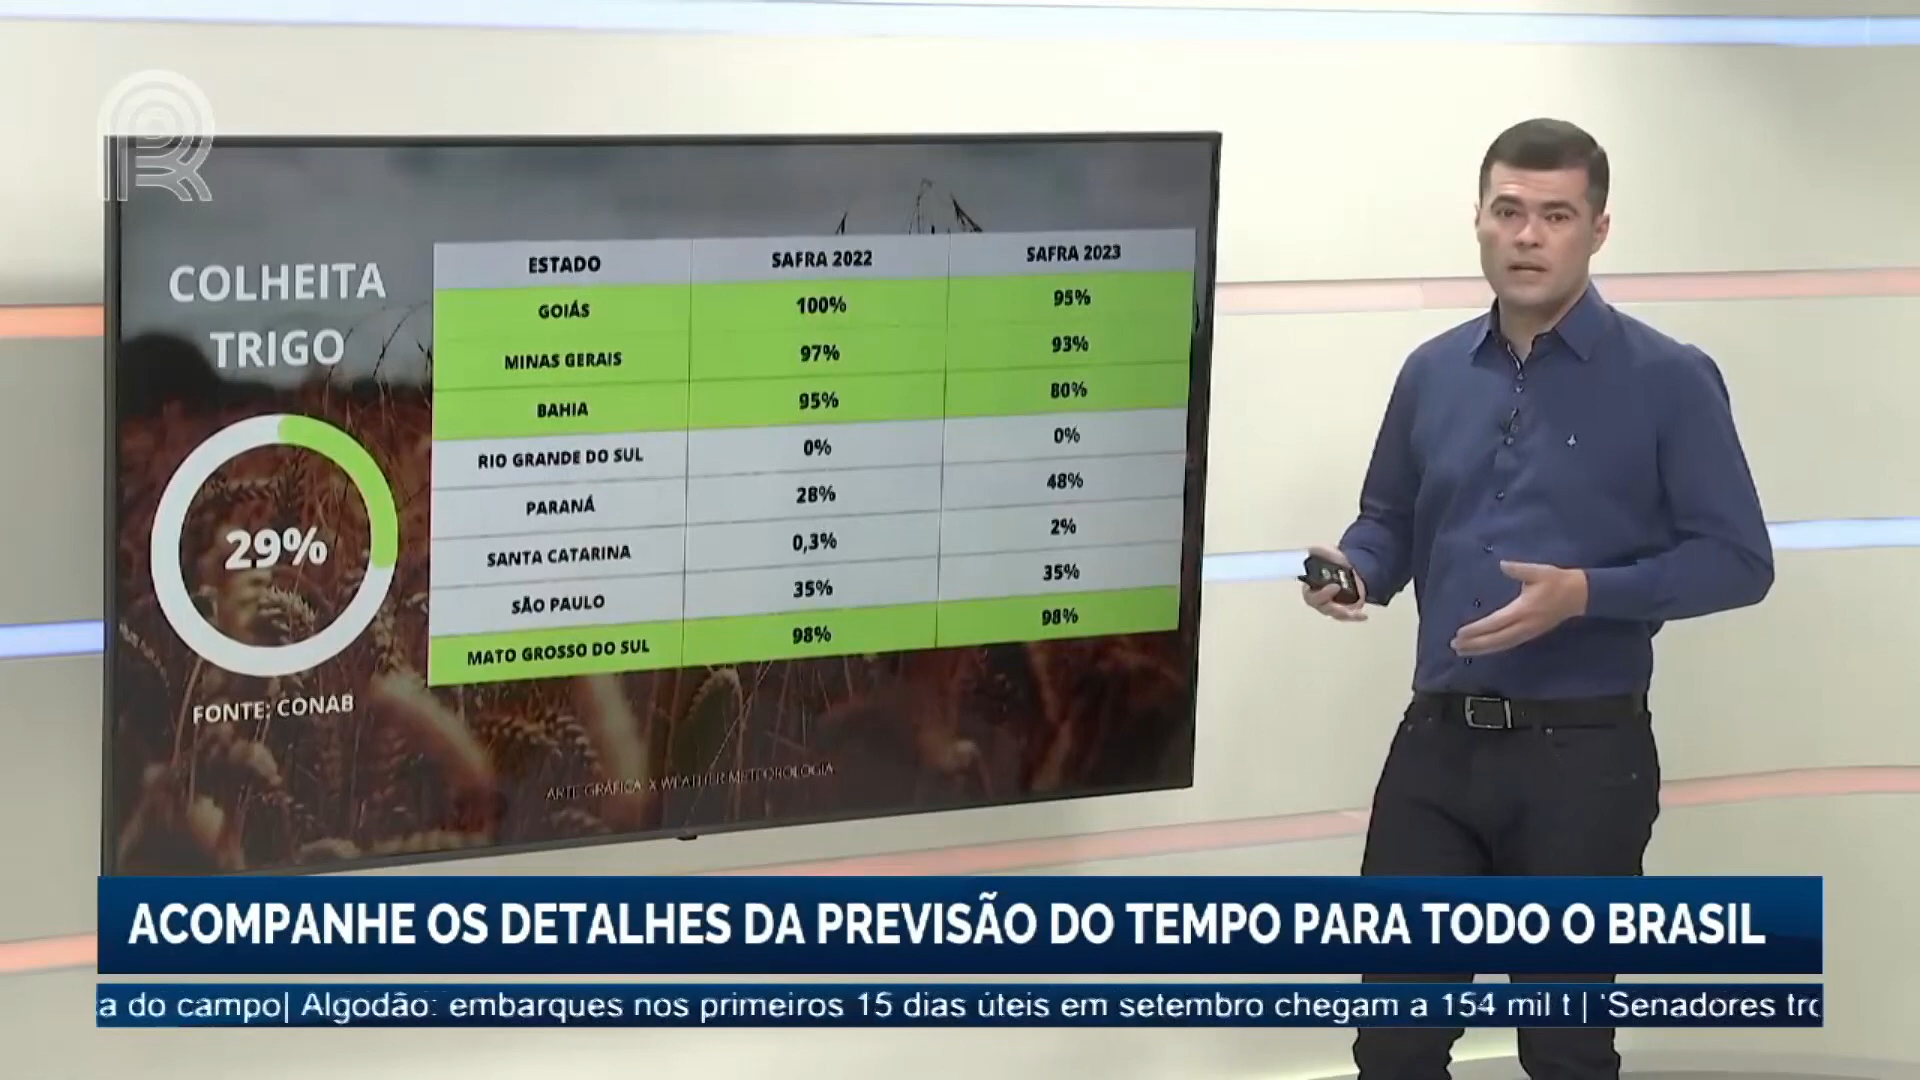 COLHEITA
TRIGO
29%
FONTE: CONAB
ESTADO SAFRA 2022 SAFRA 2023
GOIÁS 100% 95%
MINAS GERAIS 97% 93%
BAHIA 95% 80%
RIO GRANDE DO SUL 0% 0%
PARANÁ 28% 48%
SANTA CATARINA 0,3% 2%
SÃO PAULO 35% 35%
MATO GROSSO DO SUL 98% 98%
ARTE GRÁFICA X WEATHER METEOROLOGIA
ACOMPANHE OS DETALHES DA PREVISÃO DO TEMPO PARA TODO O BRASIL
a do campo| Algodão: embarques nos primeiros 15 dias úteis em setembro chegam a 154 mil t | 'Senadores tro